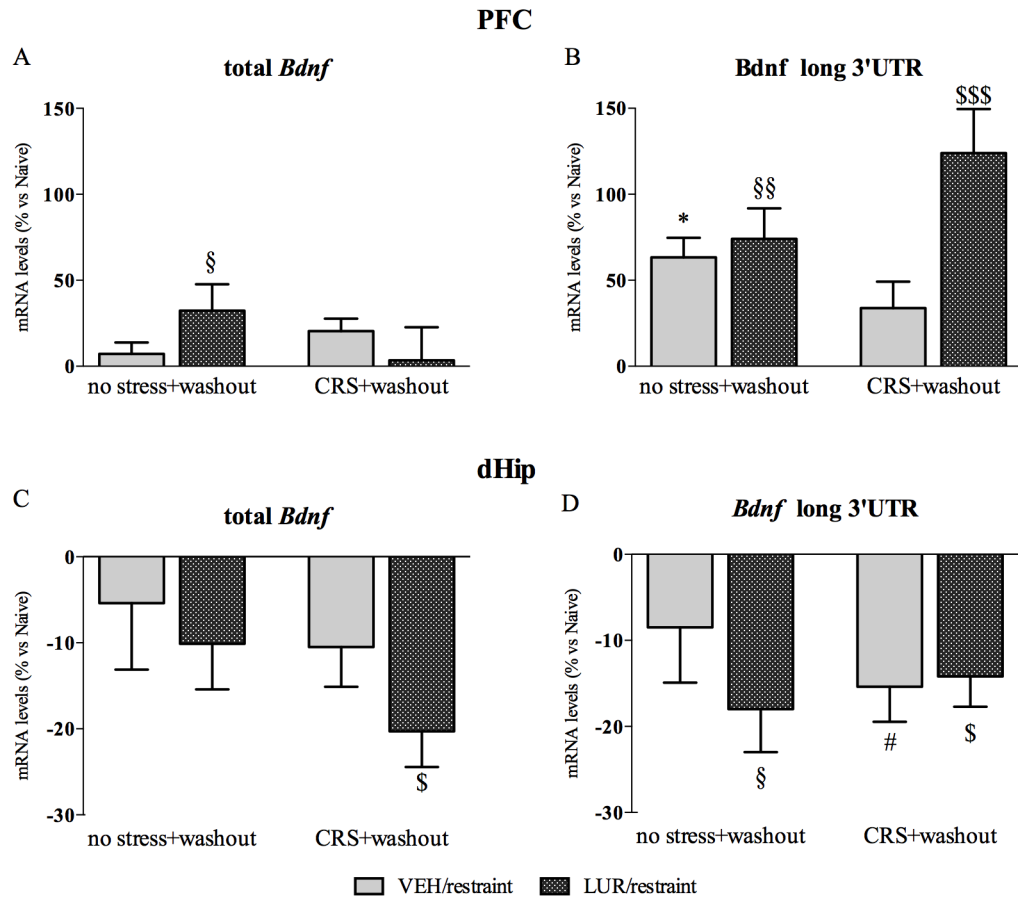 PFC
A
total Bdnf
mRNA levels (% vs Naive)
150
100
50
0
§
no stress+washout
CRS+washout
B
Bdnf long 3'UTR
mRNA levels (% vs Naive)
150
100
50
0
*
§§
$$$
no stress+washout
CRS+washout
dHip
C
total Bdnf
mRNA levels (% vs Naive)
0
-10
-20
-30
$
no stress+washout
CRS+washout
D
Bdnf long 3'UTR
mRNA levels (% vs Naive)
0
-10
-20
-30
§
#
$
no stress+washout
CRS+washout
VEH/restraint
LUR/restraint